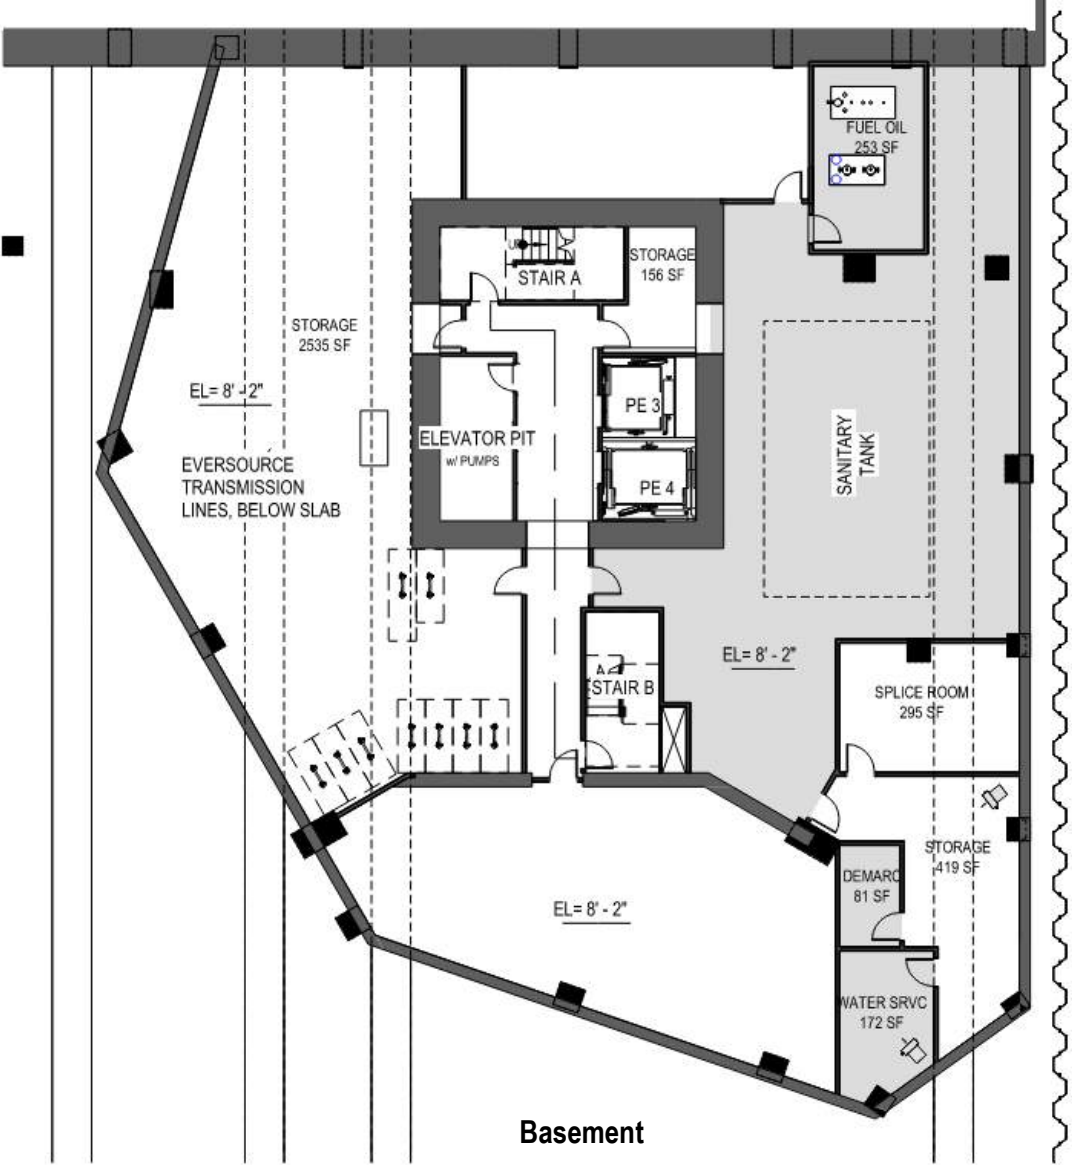 FUEL OIL
253 SF
UP
STAIR A
STORAGE
156 SF
STORAGE
2535 SF
EL= 8' - 2"
PE 3
ELEVATOR PIT
w/ PUMPS
PE 4
SANITARY
TANK
EVERSOURCE
TRANSMISSION
LINES, BELOW SLAB
EL= 8' - 2"
STAIR B
SPLICE ROOM
295 SF
STORAGE
419 SF
DEMARC
81 SF
EL= 8' - 2"
WATER SRVC
172 SF
Basement